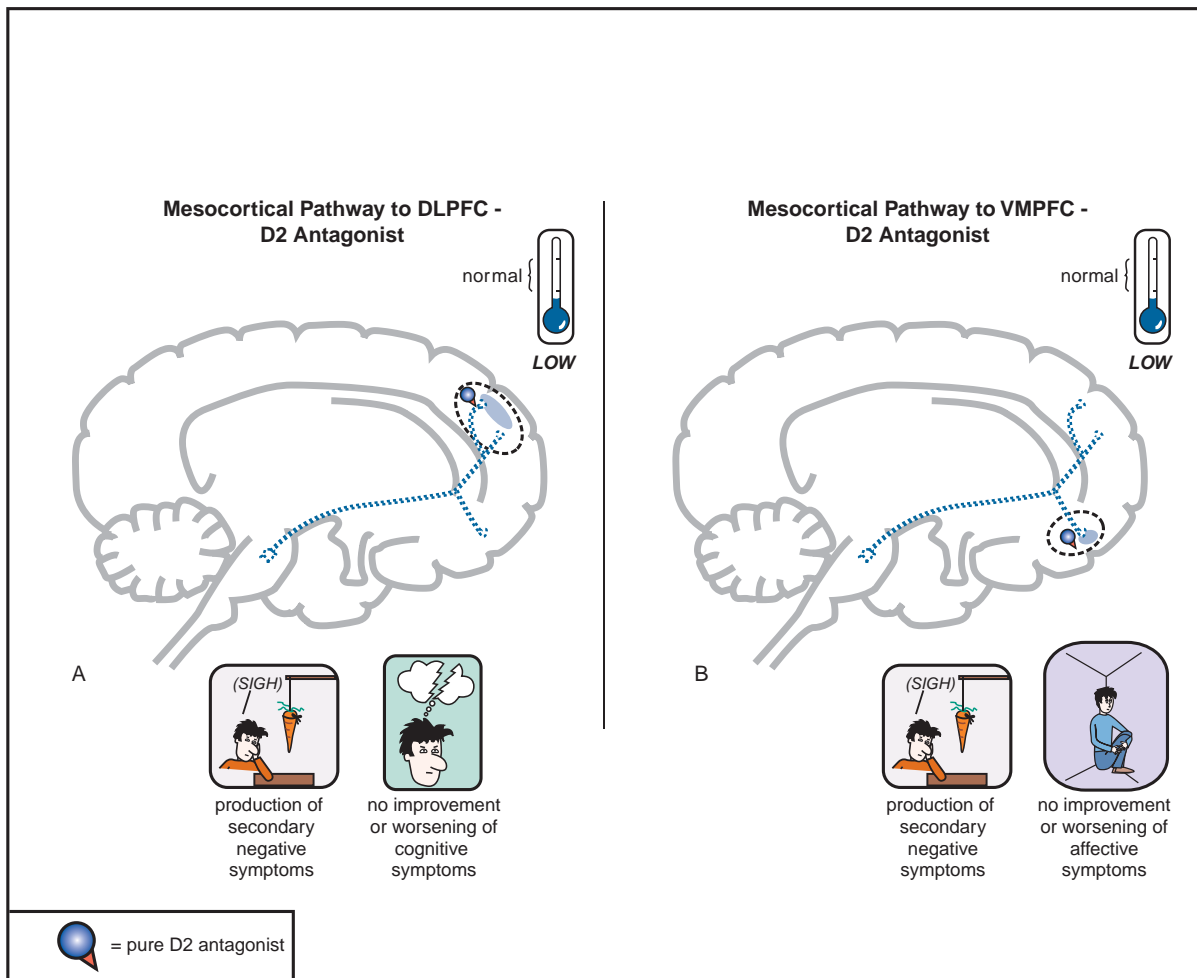 Mesocortical Pathway to DLPFC -
D2 Antagonist
normal
LOW
A
(SIGH)
production of
secondary
negative
symptoms
no improvement
or worsening of
cognitive
symptoms
Mesocortical Pathway to VMPFC -
D2 Antagonist
normal
LOW
B
(SIGH)
production of
secondary
negative
symptoms
no improvement
or worsening of
affective
symptoms
= pure D2 antagonist